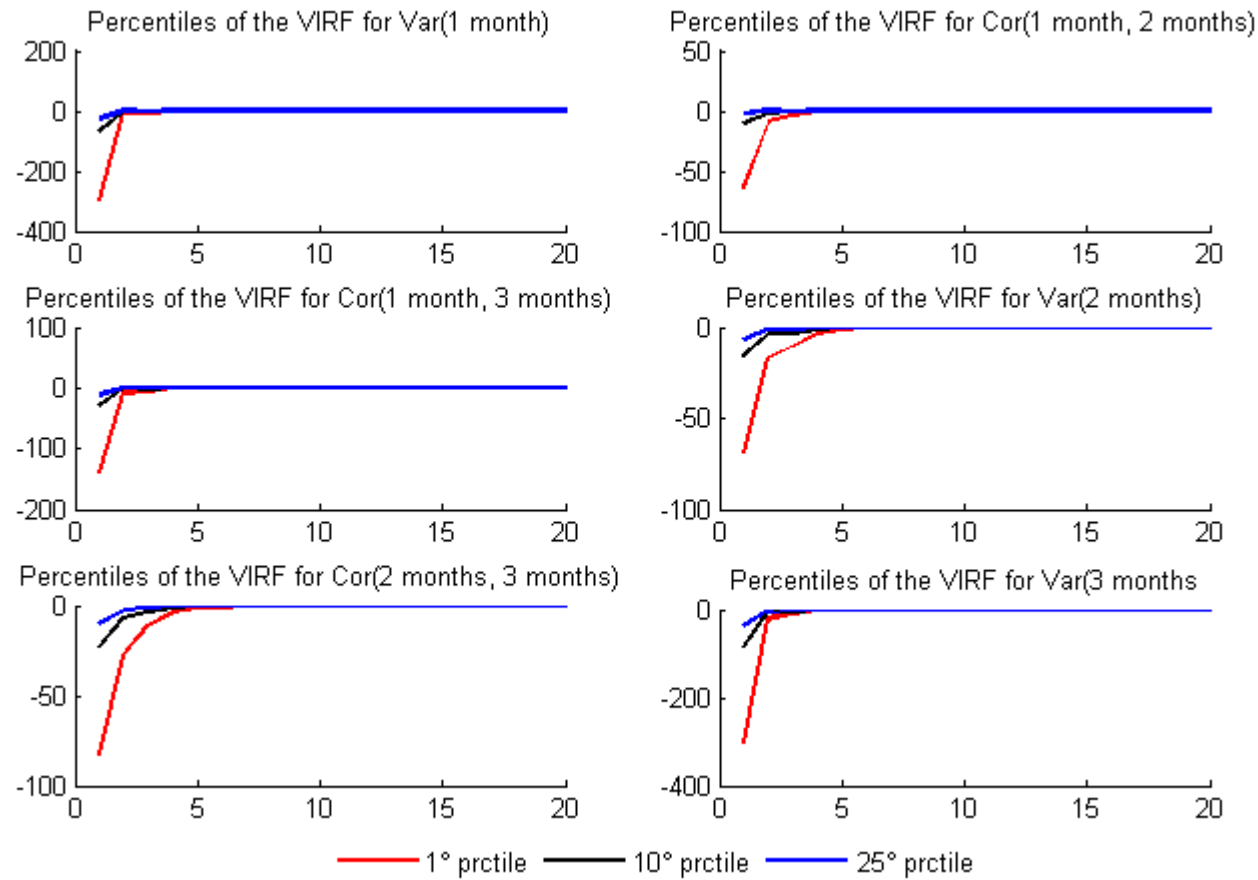 Percentiles of the VIRF for Var(1 month)
200
0
-200
-400
0 5 10 15 20
Percentiles of the VIRF for Cor(1 month, 2 months)
50
0
-50
-100
0 5 10 15 20
Percentiles of the VIRF for Cor(1 month, 3 months)
100
0
-100
-200
0 5 10 15 20
Percentiles of the VIRF for Var(2 months)
0
-50
-100
0 5 10 15 20
Percentiles of the VIRF for Cor(2 months, 3 months)
0
-50
-100
0 5 10 15 20
Percentiles of the VIRF for Var(3 months
0
-200
-400
0 5 10 15 20
1° prctile 10° prctile 25° prctile